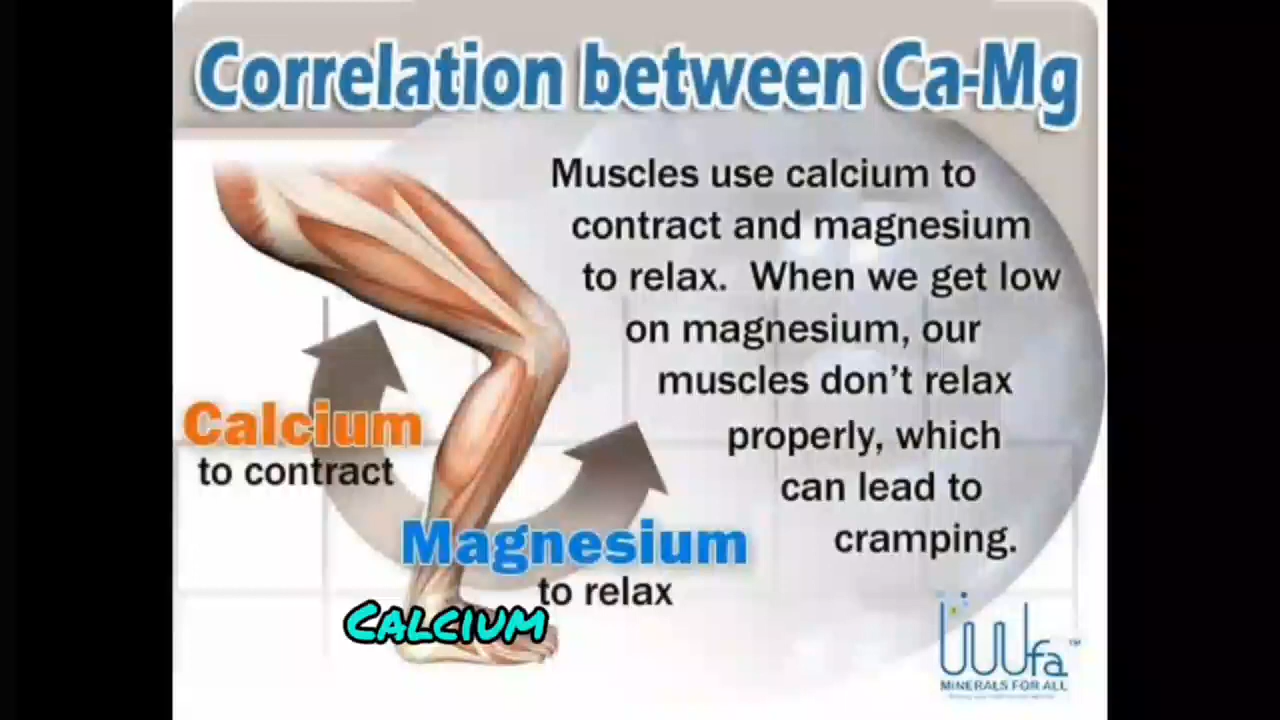 Correlation between Ca-Mg
Muscles use calcium to
contract and magnesium
to relax. When we get low
on magnesium, our
muscles don't relax
properly, which
can lead to
cramping.
Calcium
to contract
Magnesium
to relax
CALCIUM
fa™
MINERALS FOR ALL